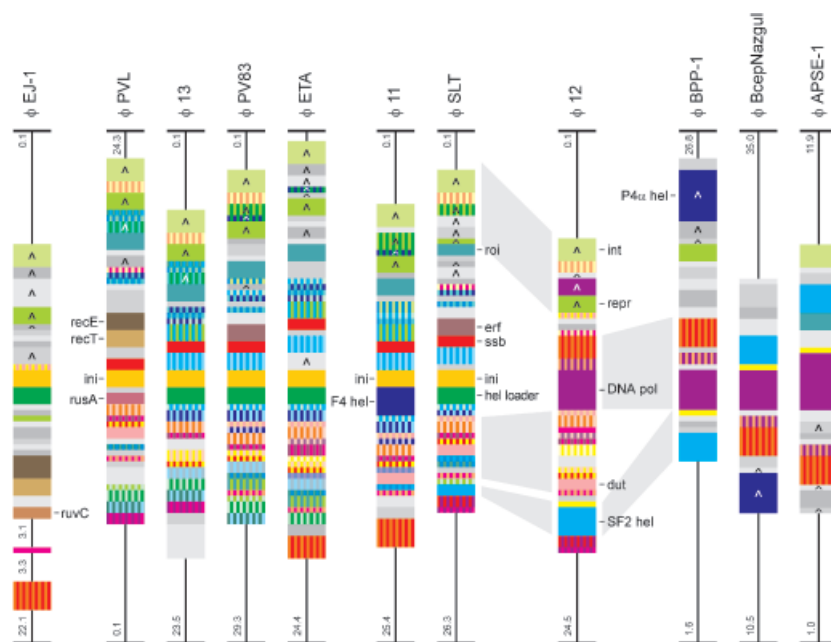 φ EJ-1
φ PVL
φ 13
φ PV83
φ ETA
φ 11
φ SLT
φ 12
φ BPP-1
φ BcepNazgul
φ APSE-1
0.1
24.3
0.1
0.1
0.1
0.1
0.1
0.1
26.8
35.0
11.9
P4α hel
roi
int
repr
recE
recT
erf
ssb
ini
ini
ini
rusA
F4 hel
hel loader
DNA pol
dut
ruvC
SF2 hel
3.1
3.3
22.1
0.1
23.5
29.3
24.4
25.4
26.3
24.5
1.6
10.5
1.0